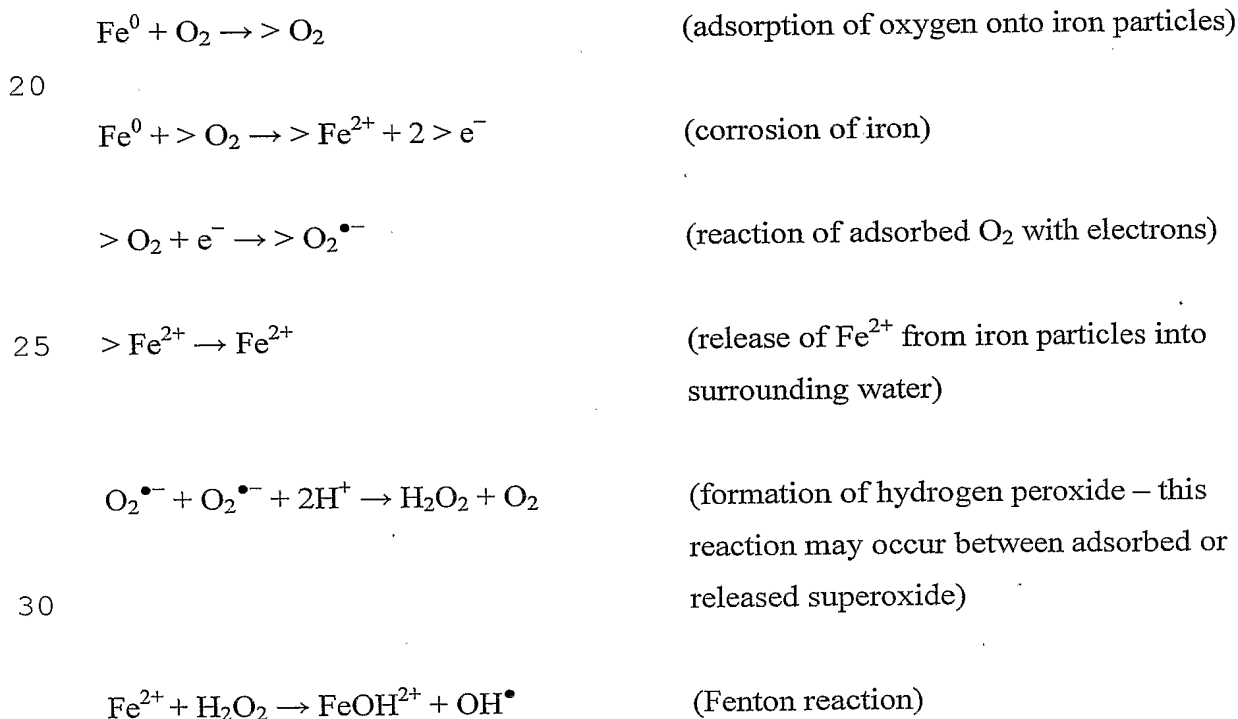 Fe⁰ + O₂ → > O₂ (adsorption of oxygen onto iron particles)
20
Fe⁰ + > O₂ → > Fe²⁺ + 2 > e⁻ (corrosion of iron)
> O₂ + e⁻ → > O₂•⁻ (reaction of adsorbed O₂ with electrons)
25 > Fe²⁺ → Fe²⁺ (release of Fe²⁺ from iron particles into
surrounding water)
O₂•⁻ + O₂•⁻ + 2H⁺ → H₂O₂ + O₂ (formation of hydrogen peroxide – this
reaction may occur between adsorbed or
30 released superoxide)
Fe²⁺ + H₂O₂ → FeOH²⁺ + OH• (Fenton reaction)